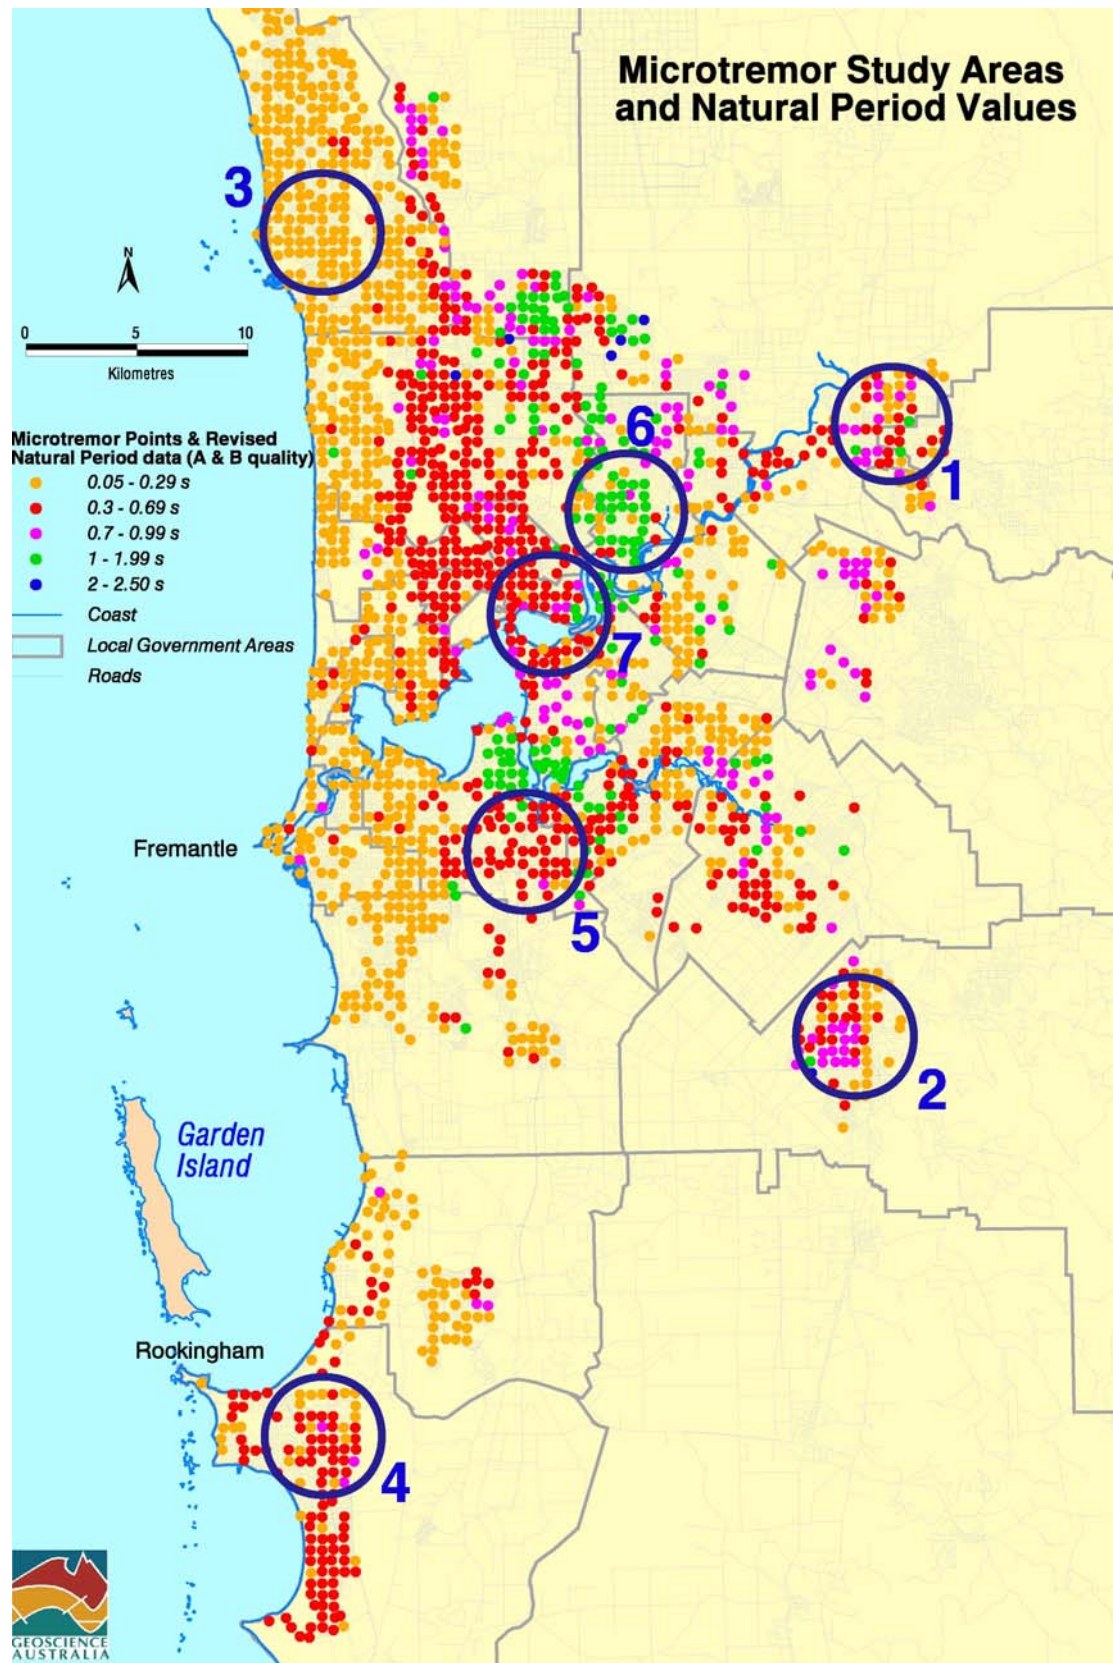 Microtremor Study Areas
and Natural Period Values
3
N
0 5 10
Kilometres
Microtremor Points & Revised
Natural Period data (A & B quality)
0.05 - 0.29 s
0.3 - 0.69 s
0.7 - 0.99 s
1 - 1.99 s
2 - 2.50 s
Coast
Local Government Areas
Roads
6
1
7
Fremantle
5
2
Garden
Island
Rockingham
4
GEOSCIENCE
AUSTRALIA